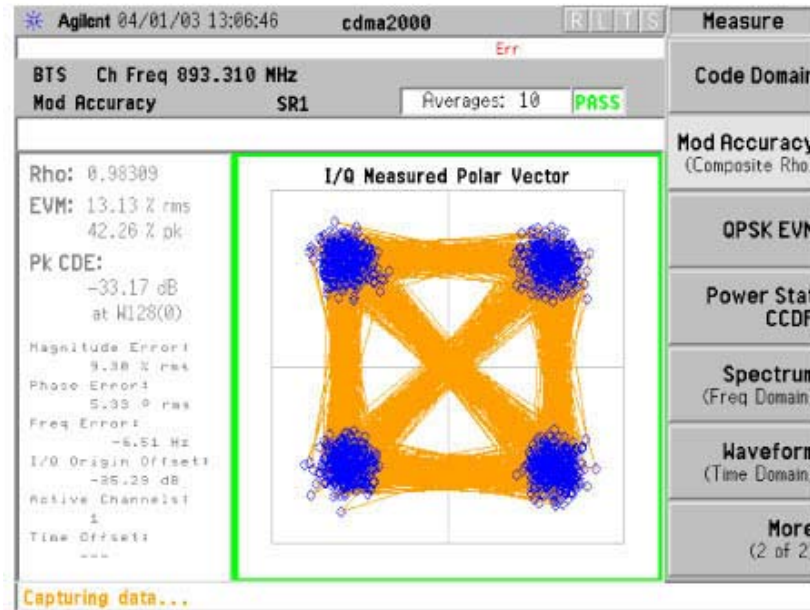 Agilent 04/01/03 13:06:46 cdma2000 R L T S Measure
Err
BTS Ch Freq 893.310 MHz
Mod Accuracy SR1 Averages: 10 PASS
Code Domain
Mod Accuracy
(Composite Rho
QPSK EVM
Power Stat
CCDF
Spectrum
(Freq Domain
Waveform
(Time Domain
More
(2 of 2
Rho: 0.98309
EVM: 13.13 % rms
42.26 % pk
Pk CDE:
-33.17 dB
at W128(0)
Magnitude Error:
9.30 % rms
Phase Error:
5.33 º rms
Freq Error:
-6.51 Hz
I/Q Origin Offset:
-35.29 dB
Active Channels:
1
Time Offset:
---
I/Q Measured Polar Vector
Capturing data...